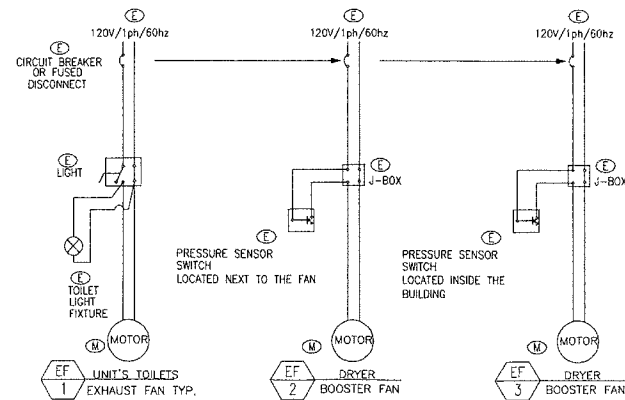 E
120V/1ph/60hz
E
120V/1ph/60hz
E
120V/1ph/60hz
E
CIRCUIT BREAKER
OR FUSED
DISCONNECT
E
LIGHT
E
J-BOX
E
J-BOX
E
PRESSURE SENSOR
SWITCH
LOCATED NEXT TO THE FAN
E
PRESSURE SENSOR
SWITCH
LOCATED INSIDE THE
BUILDING
E
TOILET
LIGHT
FIXTURE
M
MOTOR
M
MOTOR
M
MOTOR
EF
1
UNIT'S TOILETS
EXHAUST FAN TYP.
EF
2
DRYER
BOOSTER FAN
EF
3
DRYER
BOOSTER FAN